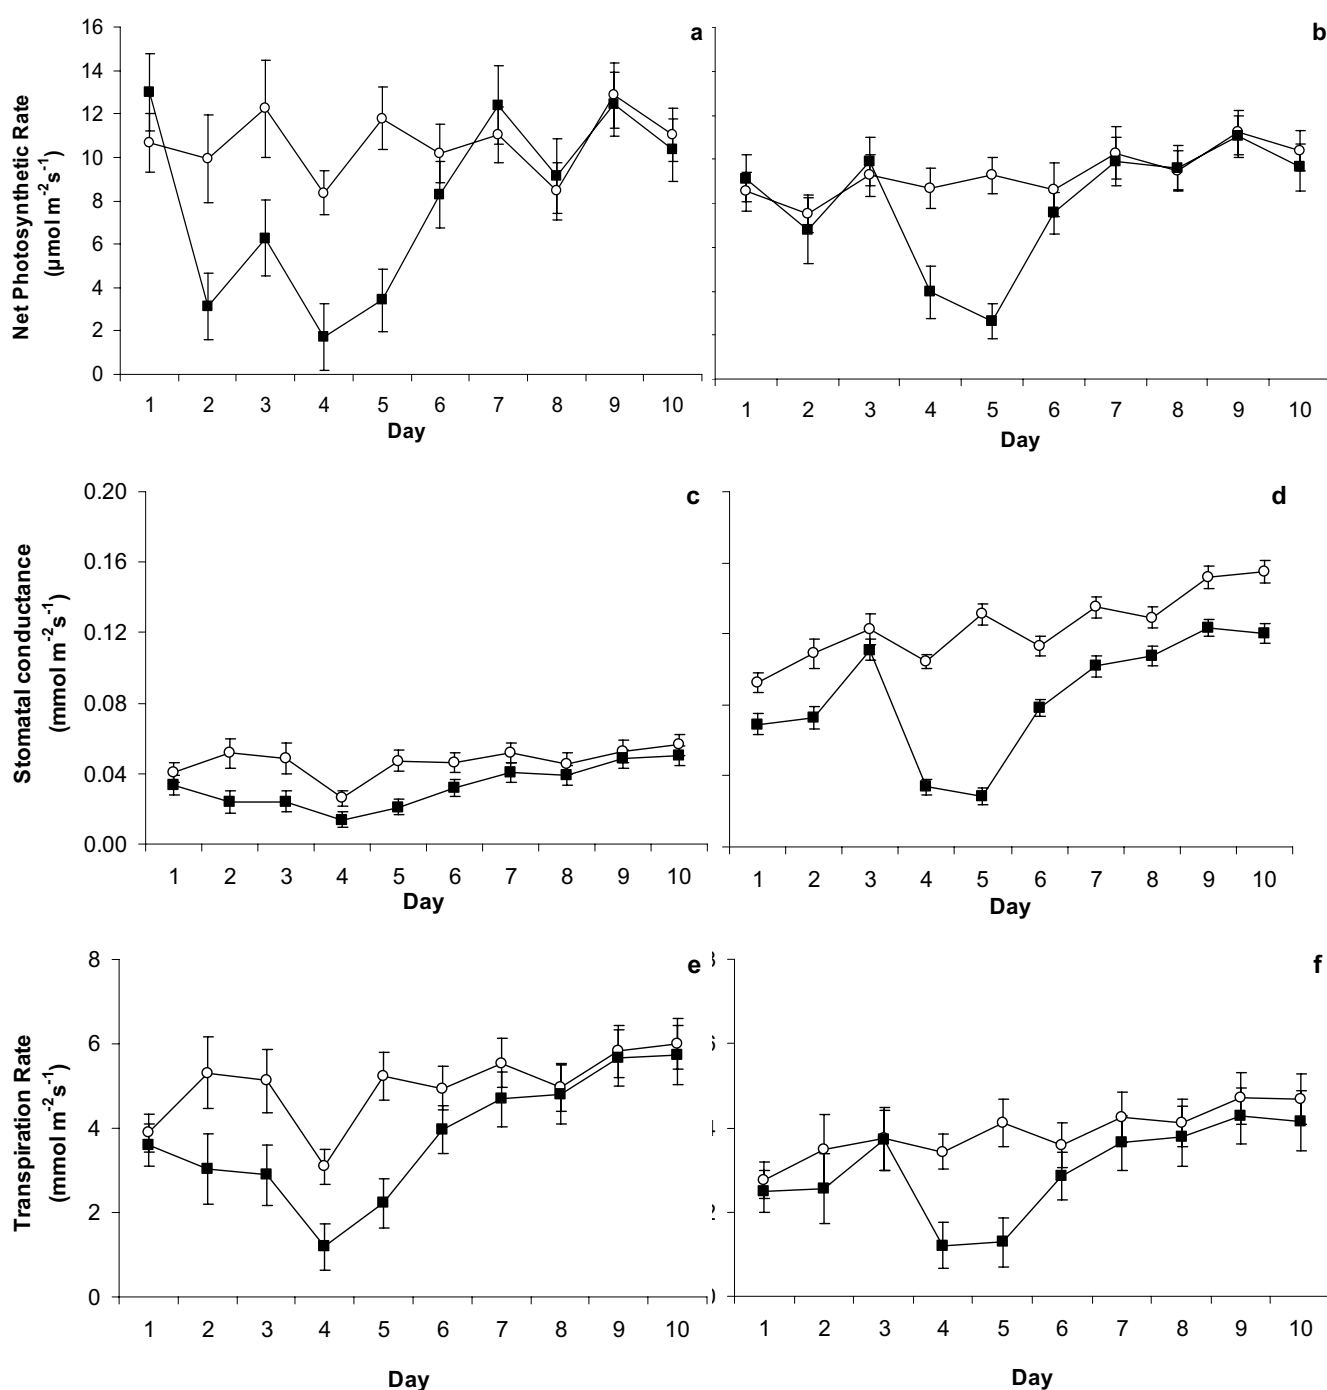 16
14
12
10
8
6
4
2
0
Net Photosynthetic Rate
(µmol m⁻²s⁻¹)
a
1 2 3 4 5 6 7 8 9 10
Day
b
1 2 3 4 5 6 7 8 9 10
Day
0.20
0.16
0.12
0.08
0.04
0.00
Stomatal conductance
(mmol m⁻²s⁻¹)
c
1 2 3 4 5 6 7 8 9 10
Day
d
1 2 3 4 5 6 7 8 9 10
Day
8
6
4
2
0
Transpiration Rate
(mmol m⁻²s⁻¹)
e
1 2 3 4 5 6 7 8 9 10
Day
f
1 2 3 4 5 6 7 8 9 10
Day